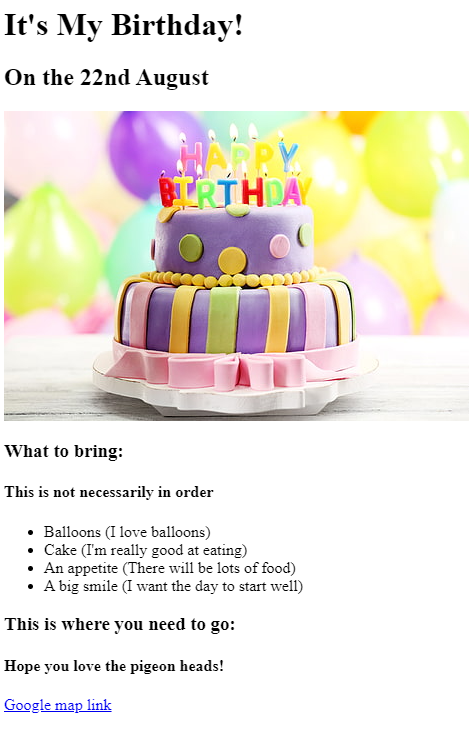 It's My Birthday!
On the 22nd August
HAPPY
BIRTHDAY
What to bring:
This is not necessarily in order
Balloons (I love balloons)
Cake (I'm really good at eating)
An appetite (There will be lots of food)
A big smile (I want the day to start well)
This is where you need to go:
Hope you love the pigeon heads!
Google map link